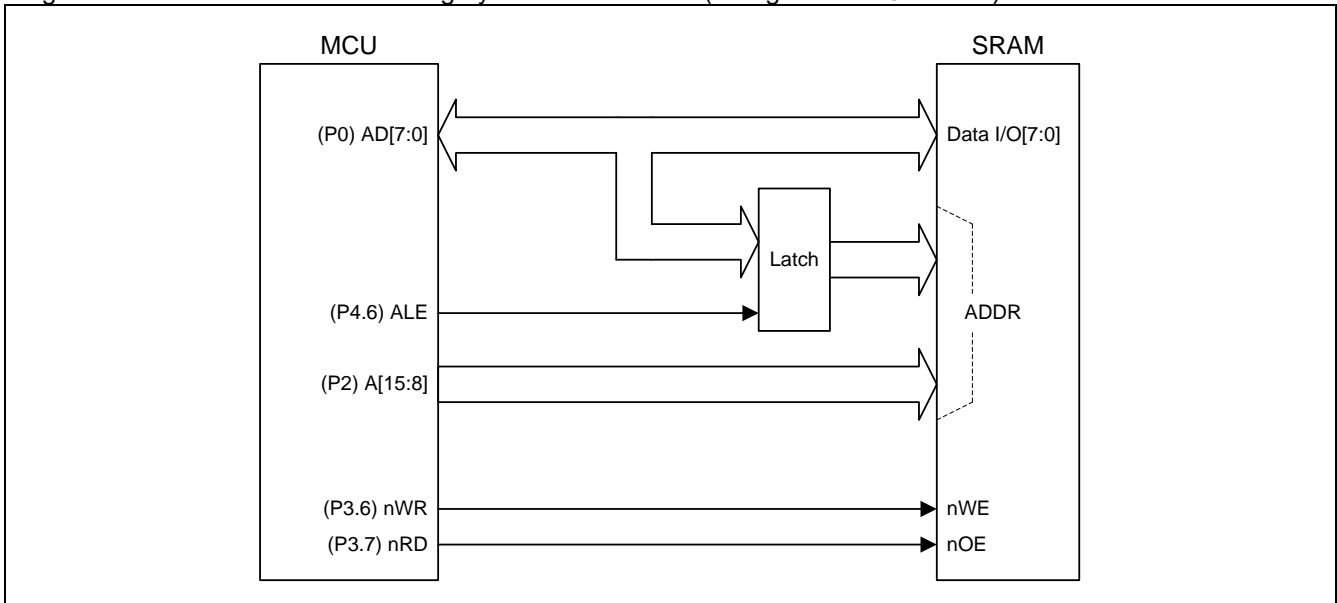 MCU SRAM
(P0) AD[7:0] Data I/O[7:0]
Latch
(P4.6) ALE ADDR
(P2) A[15:8]
(P3.6) nWR nWE
(P3.7) nRD nOE